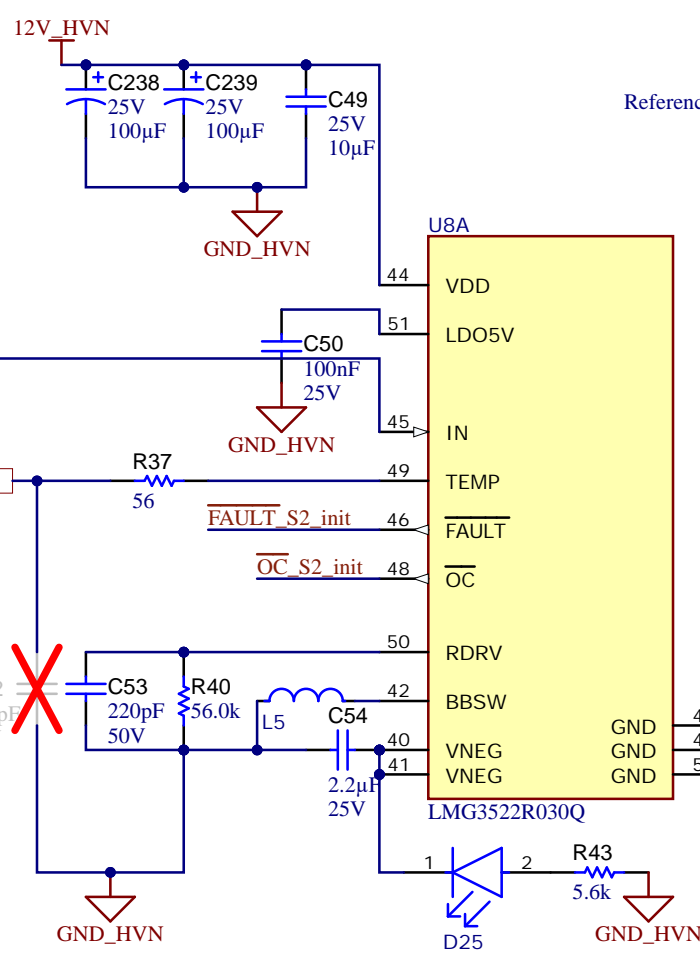 12V_HVN
C238
25V
100µF
C239
25V
100µF
C49
25V
10µF
GND_HVN
U8A
44
VDD
51
LDO5V
C50
100nF
25V
GND_HVN
45
IN
R37
56
49
TEMP
FAULT_S2_init
46
FAULT
OC_S2_init
48
OC
50
RDRV
C53
220pF
50V
R40
56.0k
L5
42
BBSW
C54
2.2µF
25V
40
VNEG
41
VNEG
GND
GND
GND
LMG3522R030Q
1
2
D25
R43
5.6k
GND_HVN
GND_HVN